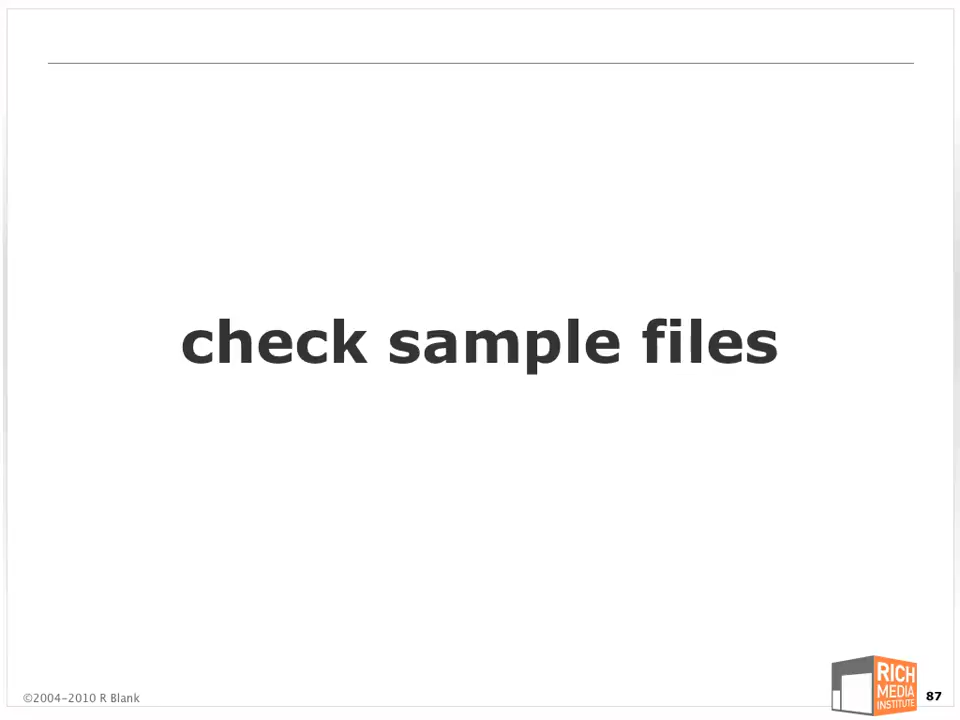 check sample files
©2004-2010 R Blank
RICH
MEDIA
INSTITUTE
87